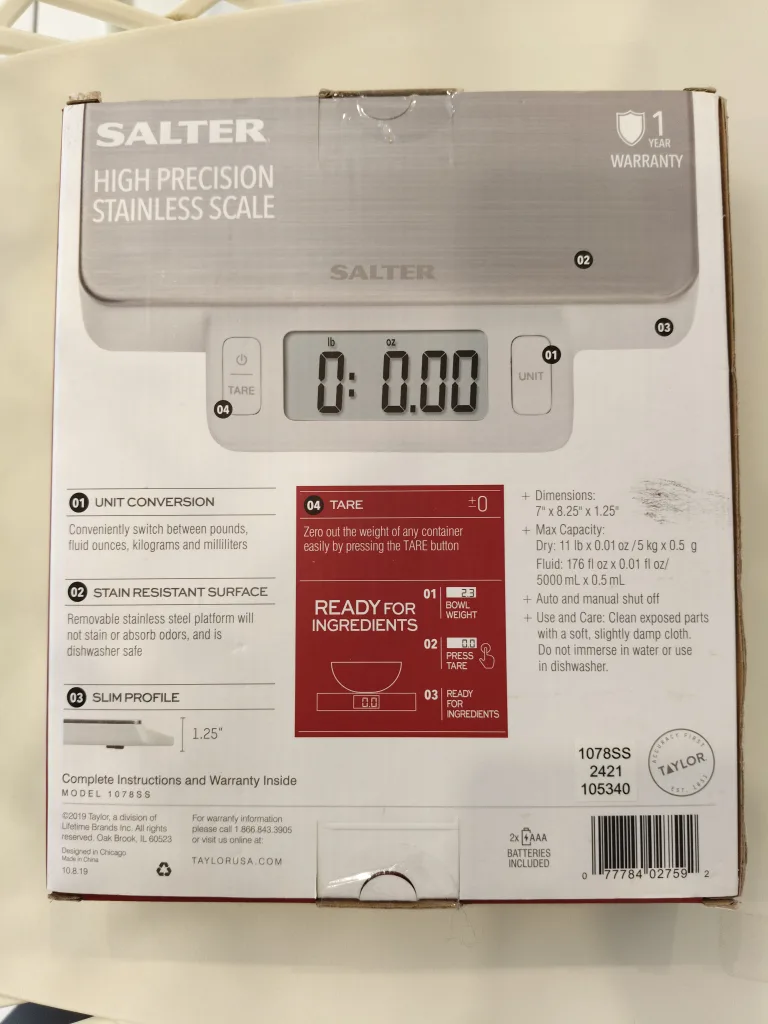 SALTER
HIGH PRECISION
STAINLESS SCALE
1
YEAR
WARRANTY
SALTER
02
03
lb oz
0: 0.00
TARE
04
UNIT
01
01 UNIT CONVERSION
Conveniently switch between pounds,
fluid ounces, kilograms and milliliters
02 STAIN RESISTANT SURFACE
Removable stainless steel platform will
not stain or absorb odors, and is
dishwasher safe
03 SLIM PROFILE
1.25"
04 TARE ±0
Zero out the weight of any container
easily by pressing the TARE button
READY FOR
INGREDIENTS
0.0
01 2.3
BOWL
WEIGHT
02 0.0
PRESS
TARE
03 READY
FOR
INGREDIENTS
+ Dimensions:
7" x 8.25" x 1.25"
+ Max Capacity:
Dry: 11 lb x 0.01 oz / 5 kg x 0.5 g
Fluid: 176 fl oz x 0.01 fl oz/
5000 mL x 0.5 mL
+ Auto and manual shut off
+ Use and Care: Clean exposed parts
with a soft, slightly damp cloth.
Do not immerse in water or use
in dishwasher.
Complete Instructions and Warranty Inside
MODEL 1078SS
1078SS
2421
105340
ACCURACY FIRST
TAYLOR
EST. 1851
©2019 Taylor, a division of
Lifetime Brands Inc. All rights
reserved. Oak Brook, IL 60523
Designed in Chicago
Made in China
10.8.19
For warranty information
please call 1.866.843.3905
or visit us online at:
TAYLORUSA.COM
2x AAA
BATTERIES
INCLUDED
0 77784 02759 2